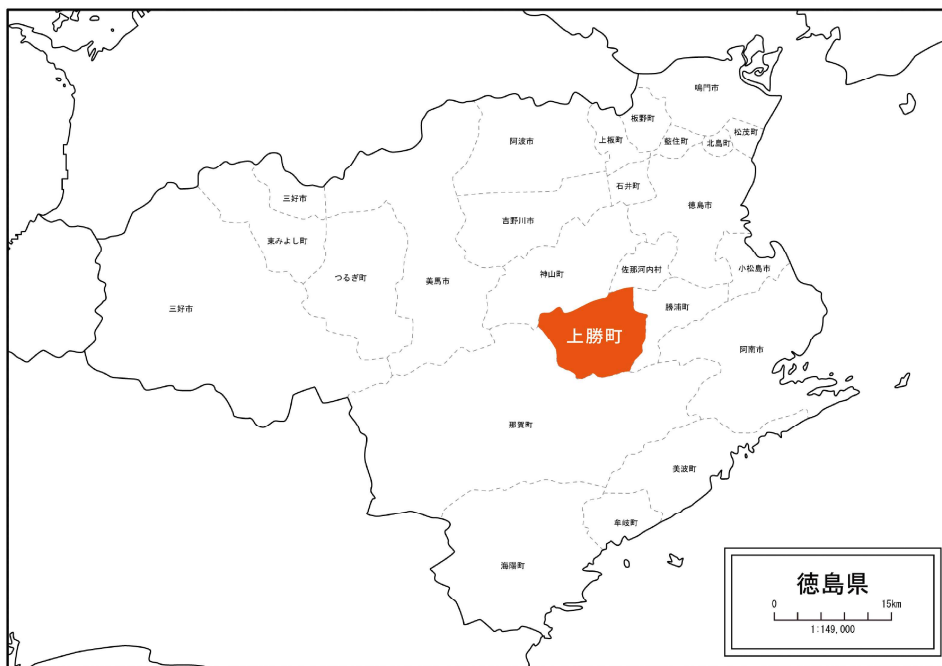 鳴門市
板野町
松茂町
阿波市
上板町
藍住町
北島町
石井町
三好市
徳島市
吉野川市
東みよし町
つるぎ町
美馬市
神山町
佐那河内村
小松島市
三好市
勝浦町
上勝町
阿南市
那賀町
美波町
牟岐町
海陽町
徳島県
0 15km
1:149,000